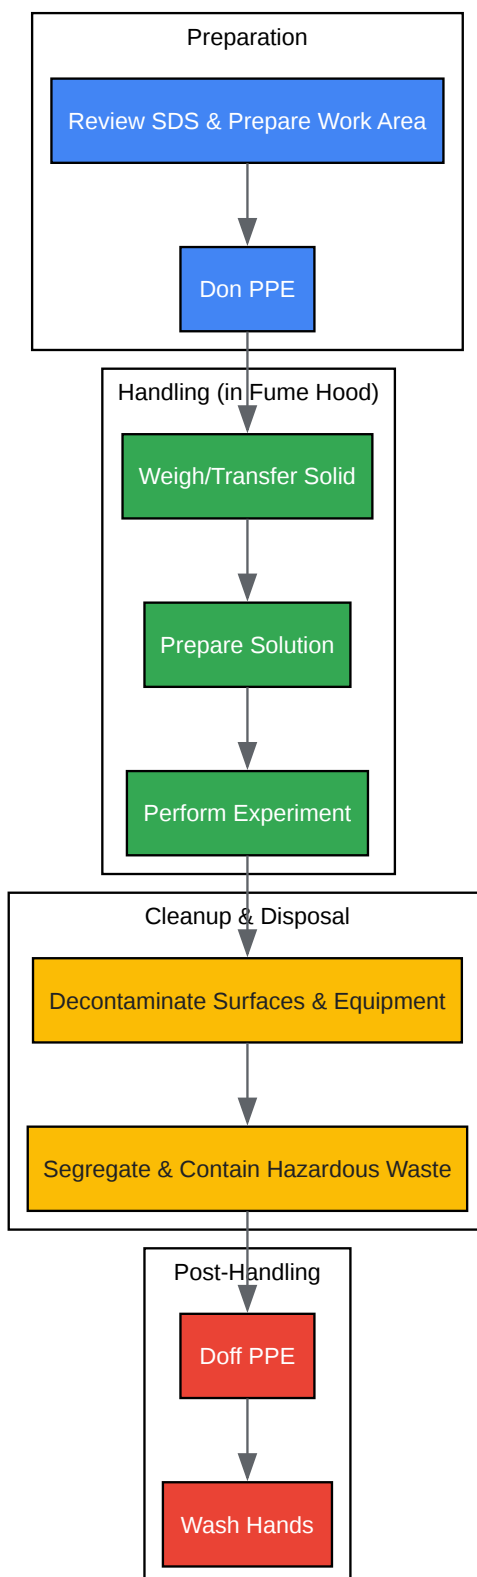 Preparation
Review SDS & Prepare Work Area
Don PPE
Handling (in Fume Hood)
Weigh/Transfer Solid
Prepare Solution
Perform Experiment
Cleanup & Disposal
Decontaminate Surfaces & Equipment
Segregate & Contain Hazardous Waste
Post-Handling
Doff PPE
Wash Hands